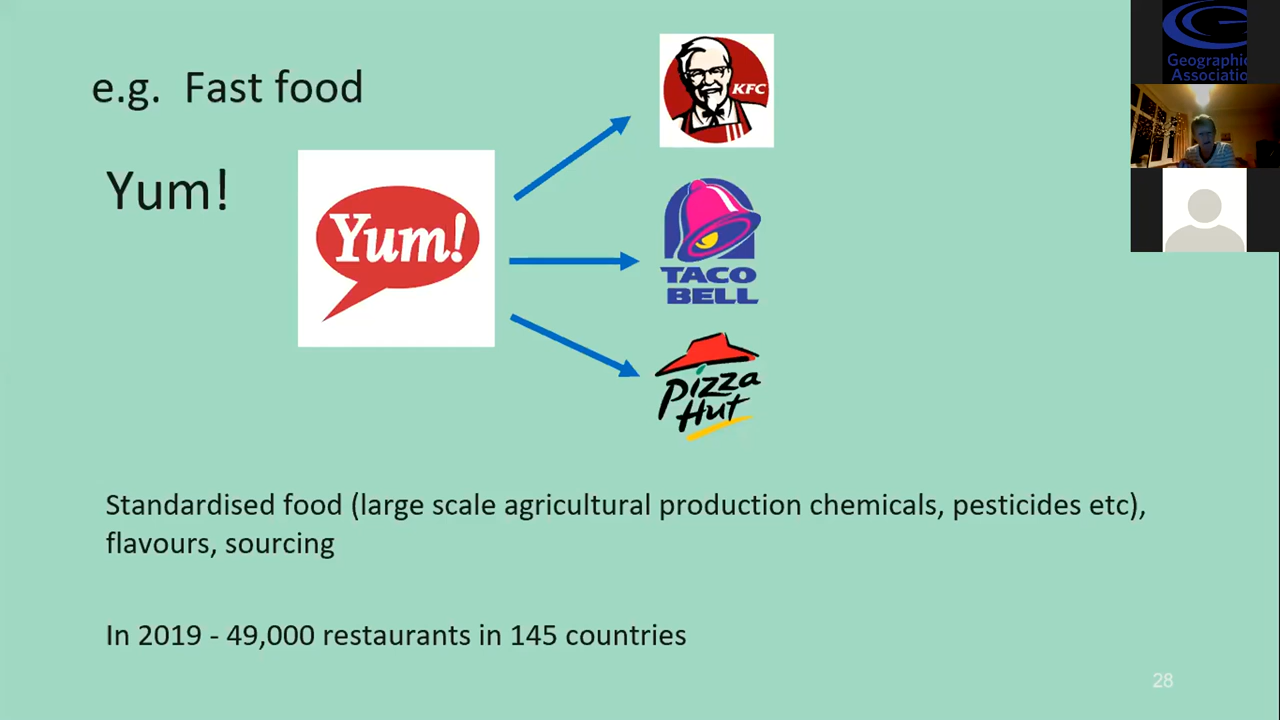 e.g.  Fast food
Yum!
Yum!
KFC
TACO
BELL
Pizza
Hut
Geographic
Associatio
Standardised food (large scale agricultural production chemicals, pesticides etc),
flavours, sourcing
In 2019 - 49,000 restaurants in 145 countries
28